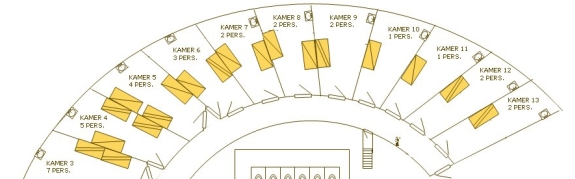 KAMER 3
7 PERS.
KAMER 4
5 PERS.
KAMER 5
4 PERS.
KAMER 6
3 PERS.
KAMER 7
2 PERS.
KAMER 8
2 PERS.
KAMER 9
2 PERS.
KAMER 10
1 PERS.
KAMER 11
1 PERS.
KAMER 12
2 PERS.
KAMER 13
2 PERS.